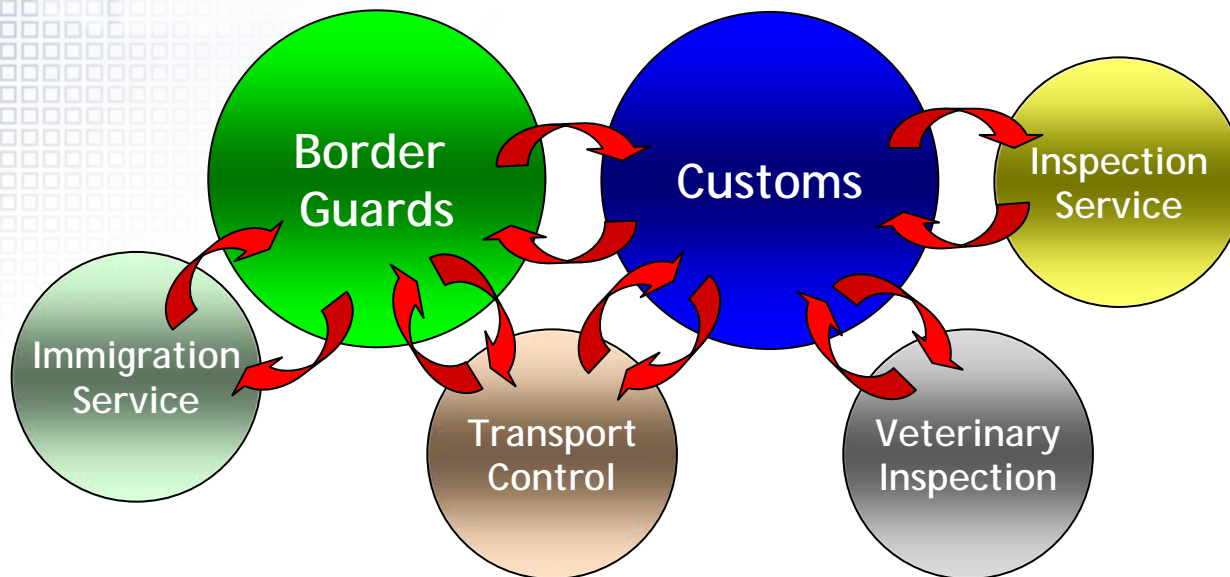 Border
Guards
Customs
Inspection
Service
Immigration
Service
Transport
Control
Veterinary
Inspection